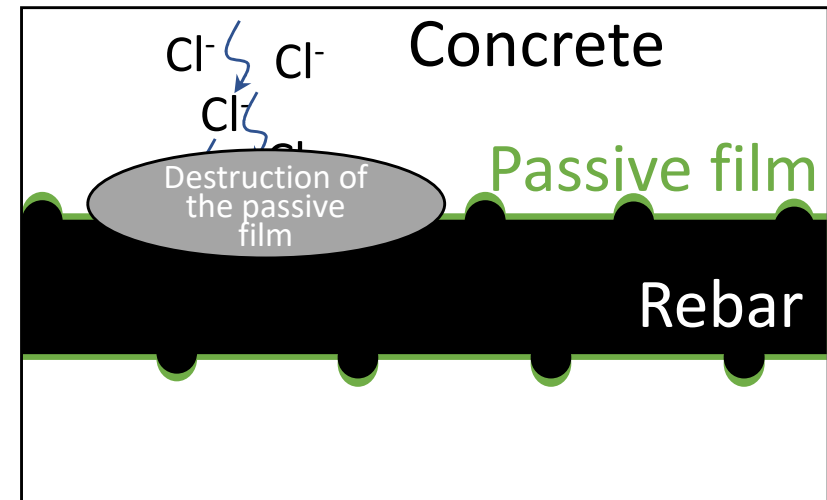 Concrete
Cl- Cl-
Cl-
Passive film
Destruction of
the passive
film
Rebar